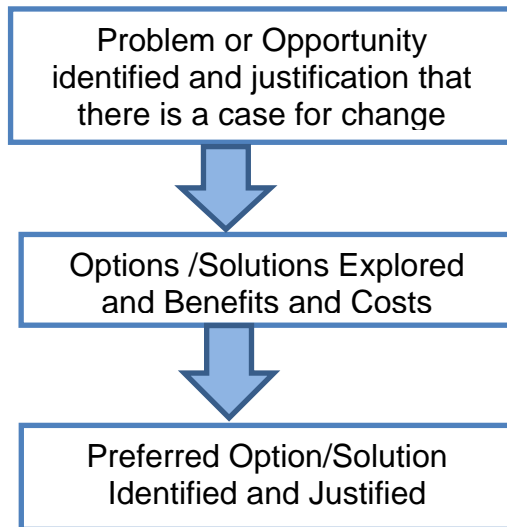 Problem or Opportunity
identified and justification that
there is a case for change
Options /Solutions Explored
and Benefits and Costs
Preferred Option/Solution
Identified and Justified